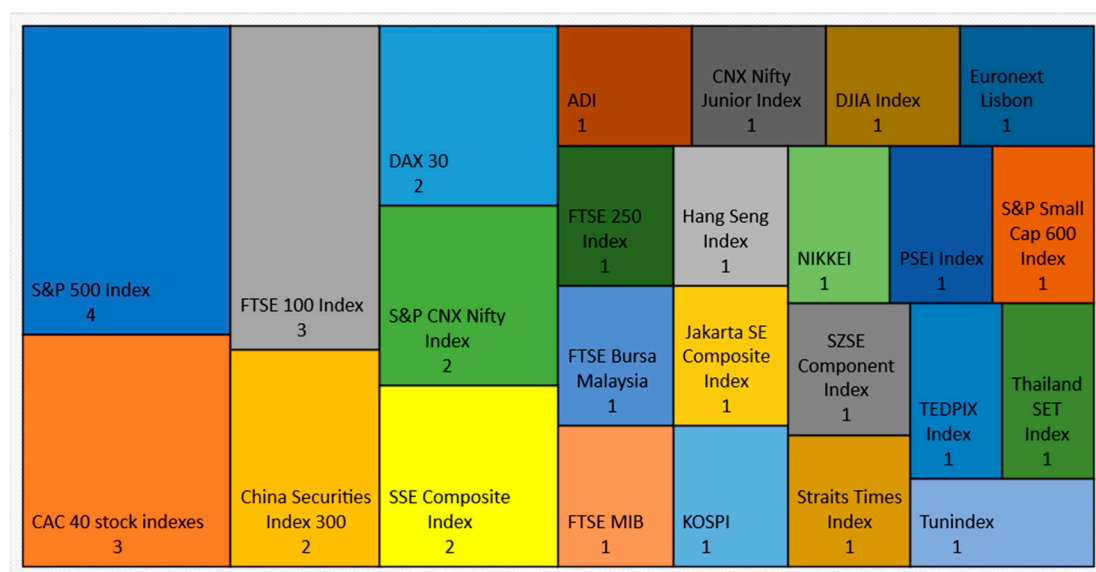 S&P 500 Index
4
CAC 40 stock indexes
3
FTSE 100 Index
3
China Securities
Index 300
2
DAX 30
2
S&P CNX Nifty
Index
2
SSE Composite
Index
2
ADI
1
CNX Nifty
Junior Index
1
DJIA Index
1
Euronext
Lisbon
1
FTSE 250
Index
1
Hang Seng
Index
1
NIKKEI
1
PSEI Index
1
S&P Small
Cap 600
Index
1
FTSE Bursa
Malaysia
1
Jakarta SE
Composite
Index
1
SZSE
Component
Index
1
TEDPIX
Index
1
Thailand
SET
Index
1
FTSE MIB
1
KOSPI
1
Straits Times
Index
1
Tunindex
1